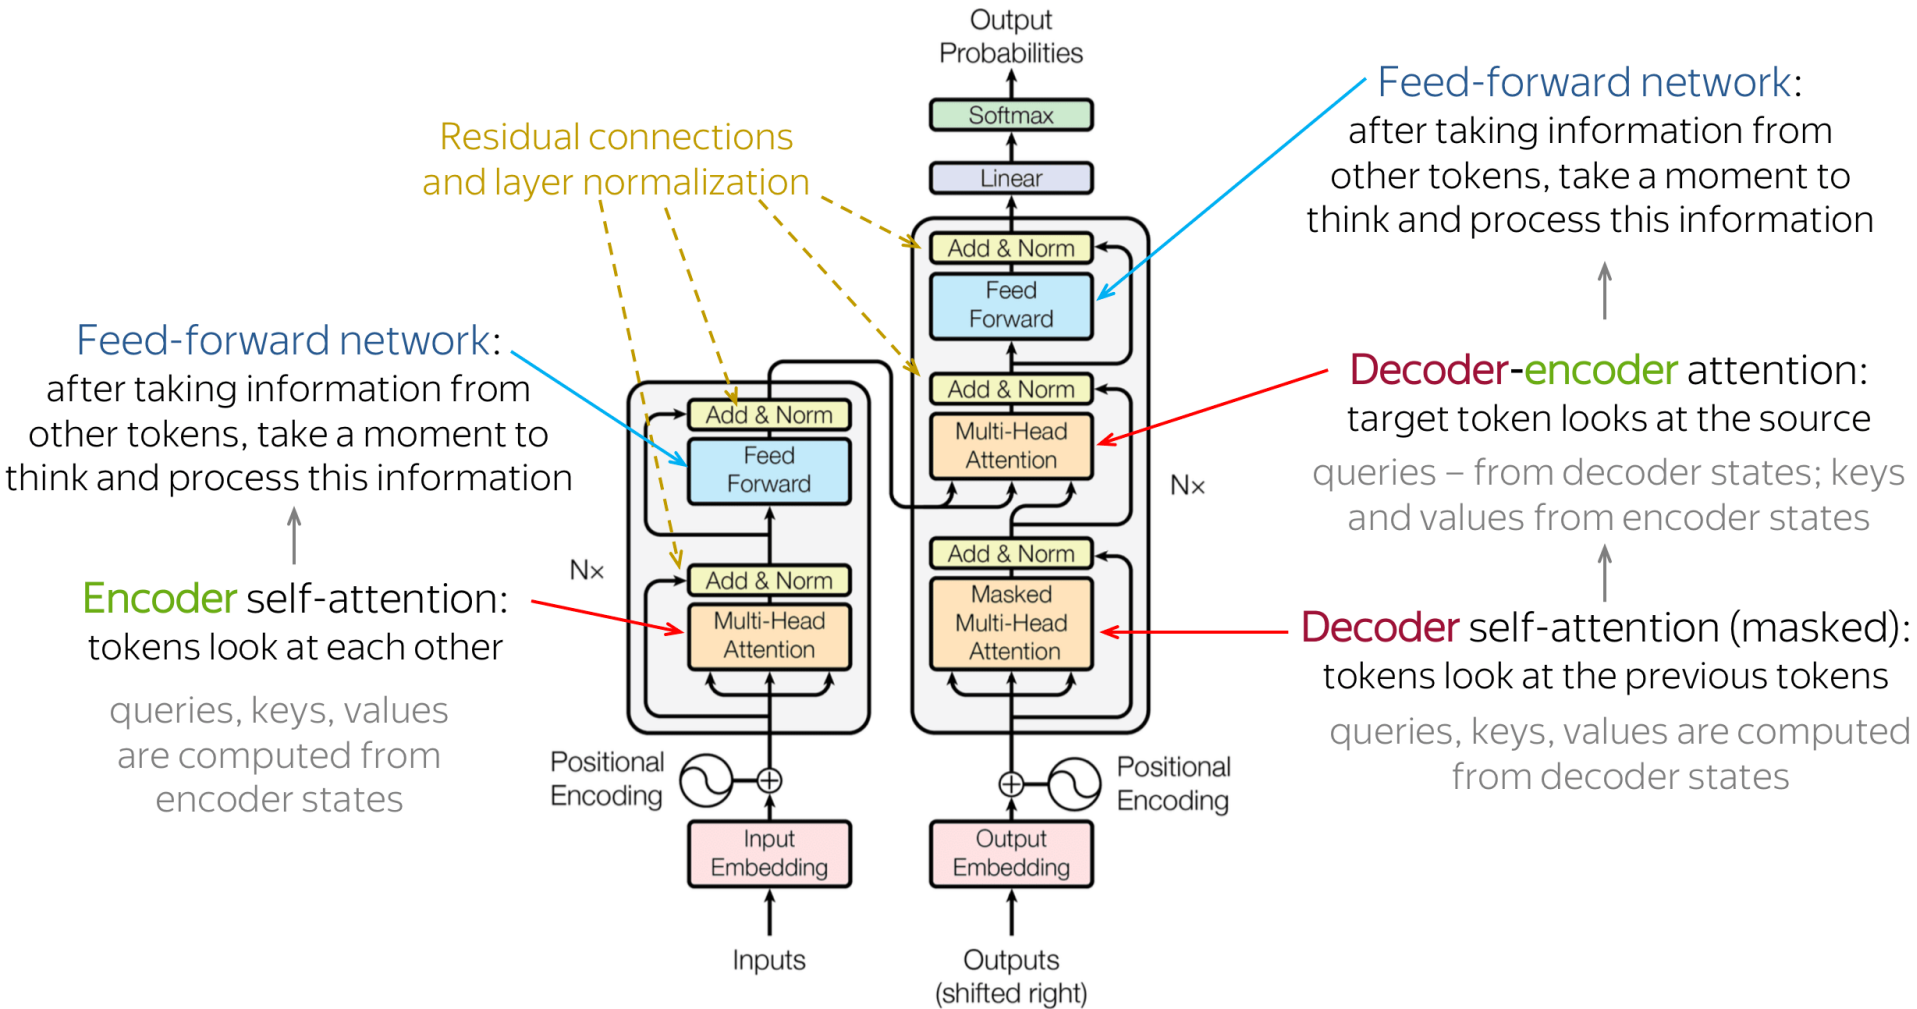 Output
Probabilities
Softmax
Linear
Add & Norm
Feed
Forward
Add & Norm
Multi-Head
Attention
Add & Norm
Masked
Multi-Head
Attention
N×
Positional
Encoding
Output
Embedding
Outputs
(shifted right)
Add & Norm
Feed
Forward
Add & Norm
Multi-Head
Attention
N×
Positional
Encoding
Input
Embedding
Inputs
Residual connections
and layer normalization
Feed-forward network:
after taking information from
other tokens, take a moment to
think and process this information
Encoder self-attention:
tokens look at each other
queries, keys, values
are computed from
encoder states
Feed-forward network:
after taking information from
other tokens, take a moment to
think and process this information
Decoder-encoder attention:
target token looks at the source
queries – from decoder states; keys
and values from encoder states
Decoder self-attention (masked):
tokens look at the previous tokens
queries, keys, values are computed
from decoder states